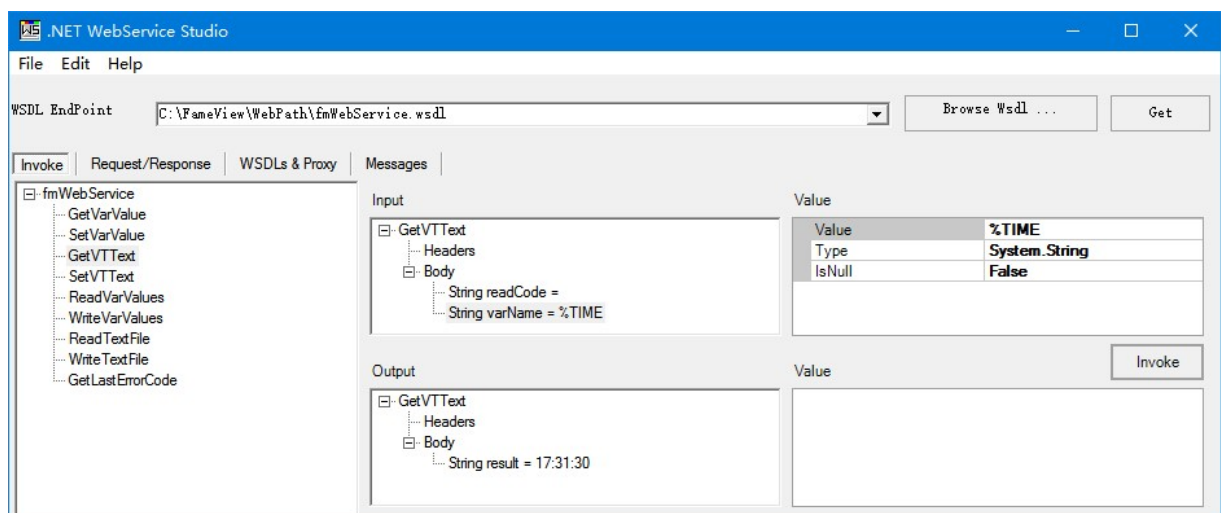 WS .NET WebService Studio
File Edit Help
WSDL EndPoint C:\FameView\WebPath\fmWebService.wsdl Browse Wsdl ... Get
Invoke Request/Response WSDLs & Proxy Messages
fmWebService
GetVarValue
SetVarValue
GetVTText
SetVTText
ReadVarValues
WriteVarValues
ReadTextFile
WriteTextFile
GetLastErrorCode
Input
GetVTText
Headers
Body
String readCode =
String varName = %TIME
Value
Value %TIME
Type System.String
IsNull False
Invoke
Output
GetVTText
Headers
Body
String result = 17:31:30
Value